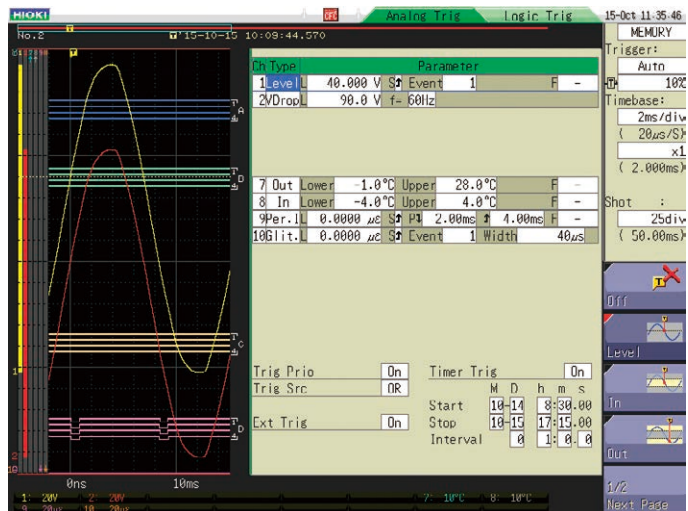 HIOKI
CFC
Analog Trig
Logic Trig
15-Oct 11:35:46
No.2
T '15-10-15 10:09:44.570
MEMORY
Trigger:
Auto
10%
Timebase:
2ms/div
( 20µs/S)
x1
( 2.000ms)
Shot :
25div
( 50.00ms)
Ch Type Parameter
1 Level L 40.000 V S Event 1 F -
2 VDrop L 90.0 V f= 60Hz
7 Out Lower -1.0°C Upper 28.0°C F -
8 In Lower -4.0°C Upper 4.0°C F -
9 Per.I L 0.0000 µε S P 2.00ms 4.00ms F -
10 Glit. L 0.0000 µε S Event 1 Width 40µs
Trig Prio On
Trig Src OR
Ext Trig On
Timer Trig On
M D h m s
Start 10-14 8:30.00
Stop 10-15 17:15.00
Interval 0 1: 0. 0
A
D
C
D
0ns 10ms
Off
Level
In
Out
1/2
Next Page
1: 20V 2: 20V 7: 10°C 8: 10°C
9: 20µε 10: 20µε